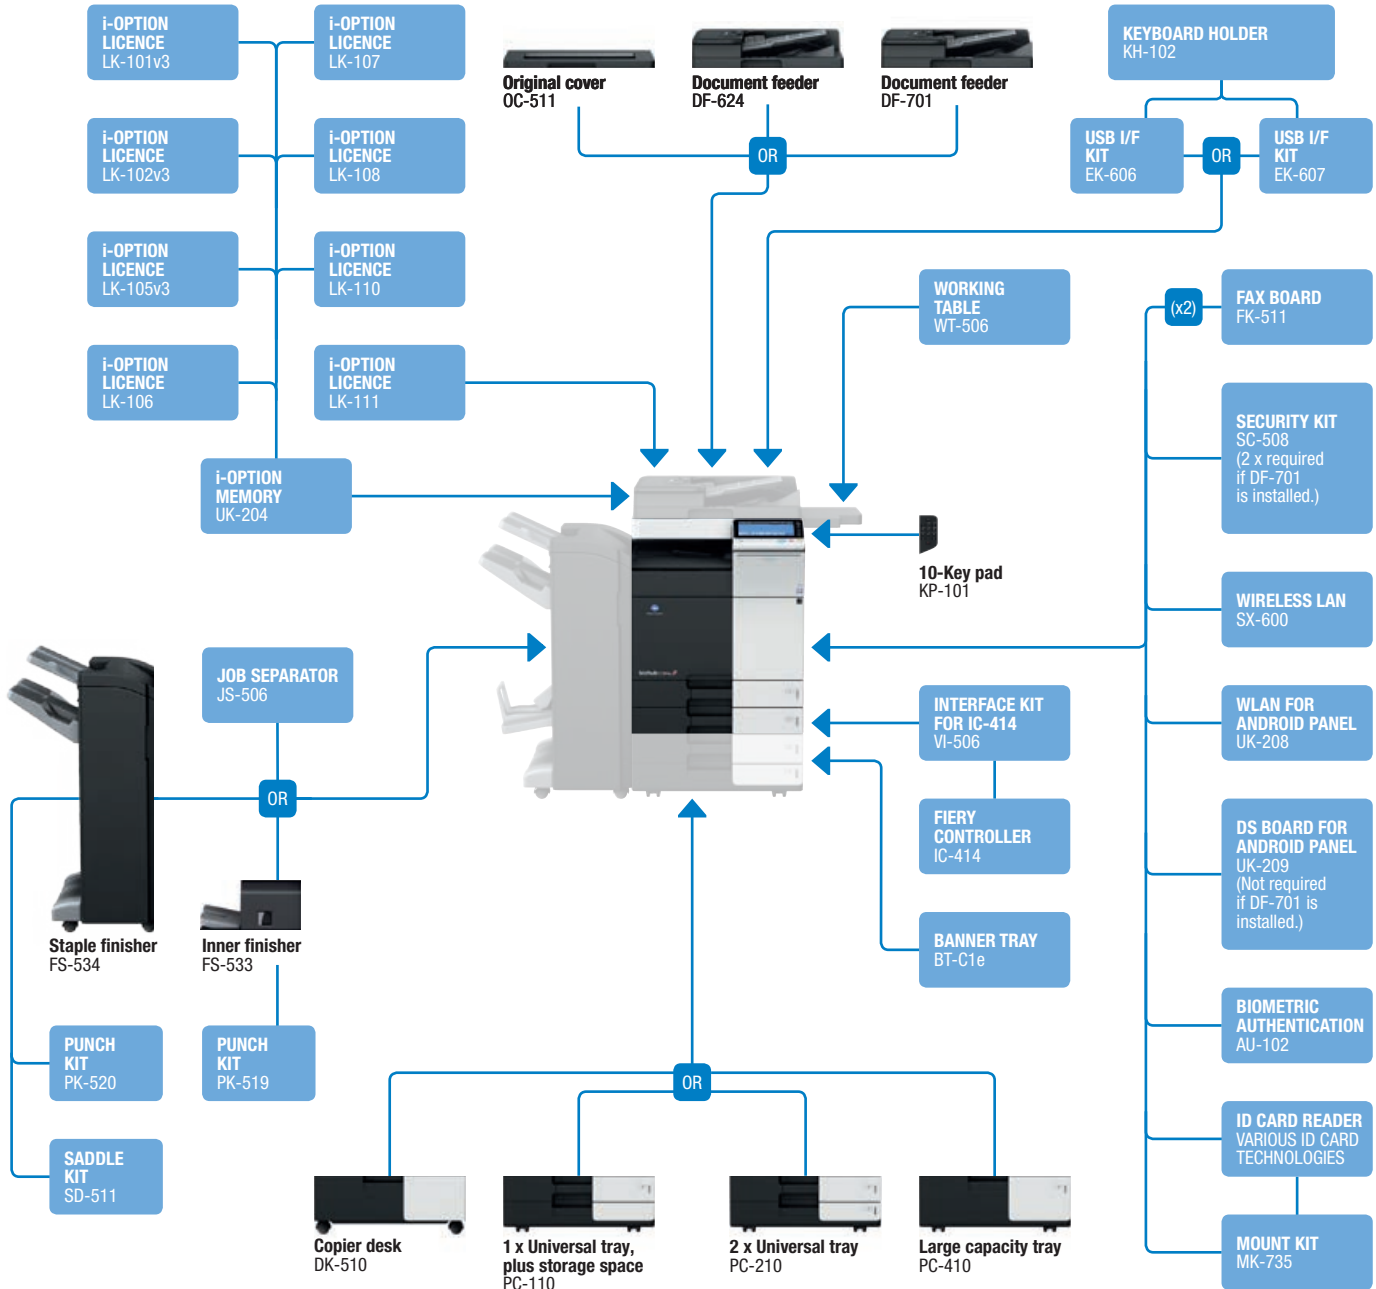 i-OPTION
LICENCE
LK-101v3
i-OPTION
LICENCE
LK-107
i-OPTION
LICENCE
LK-102v3
i-OPTION
LICENCE
LK-108
i-OPTION
LICENCE
LK-105v3
i-OPTION
LICENCE
LK-110
i-OPTION
LICENCE
LK-106
i-OPTION
LICENCE
LK-111
i-OPTION
MEMORY
UK-204
Original cover
OC-511
Document feeder
DF-624
Document feeder
DF-701
OR
KEYBOARD HOLDER
KH-102
USB I/F
KIT
EK-606
OR
USB I/F
KIT
EK-607
WORKING
TABLE
WT-506
10-Key pad
KP-101
(x2)
FAX BOARD
FK-511
SECURITY KIT
SC-508
(2 x required
if DF-701
is installed.)
WIRELESS LAN
SX-600
WLAN FOR
ANDROID PANEL
UK-208
DS BOARD FOR
ANDROID PANEL
UK-209
(Not required
if DF-701 is
installed.)
BIOMETRIC
AUTHENTICATION
AU-102
ID CARD READER
VARIOUS ID CARD
TECHNOLOGIES
MOUNT KIT
MK-735
INTERFACE KIT
FOR IC-414
VI-506
FIERY
CONTROLLER
IC-414
BANNER TRAY
BT-C1e
JOB SEPARATOR
JS-506
OR
Staple finisher
FS-534
Inner finisher
FS-533
PUNCH
KIT
PK-520
PUNCH
KIT
PK-519
SADDLE
KIT
SD-511
OR
Copier desk
DK-510
1 x Universal tray,
plus storage space
PC-110
2 x Universal tray
PC-210
Large capacity tray
PC-410